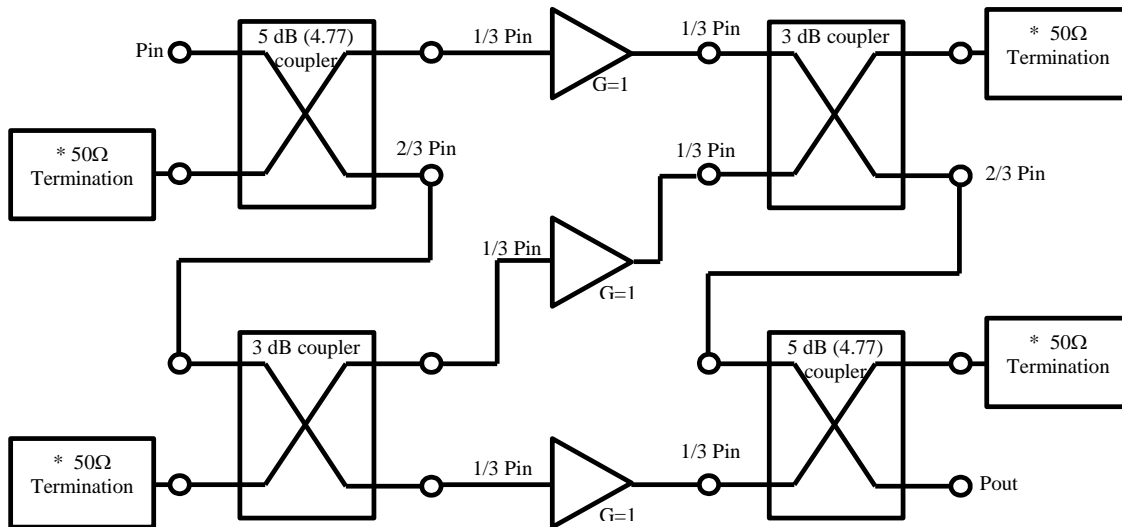 Pin
5 dB (4.77)
coupler
1/3 Pin
G=1
1/3 Pin
3 dB coupler
* 50Ω
Termination
* 50Ω
Termination
2/3 Pin
1/3 Pin
2/3 Pin
1/3 Pin
G=1
3 dB coupler
5 dB (4.77)
coupler
* 50Ω
Termination
* 50Ω
Termination
1/3 Pin
G=1
1/3 Pin
Pout